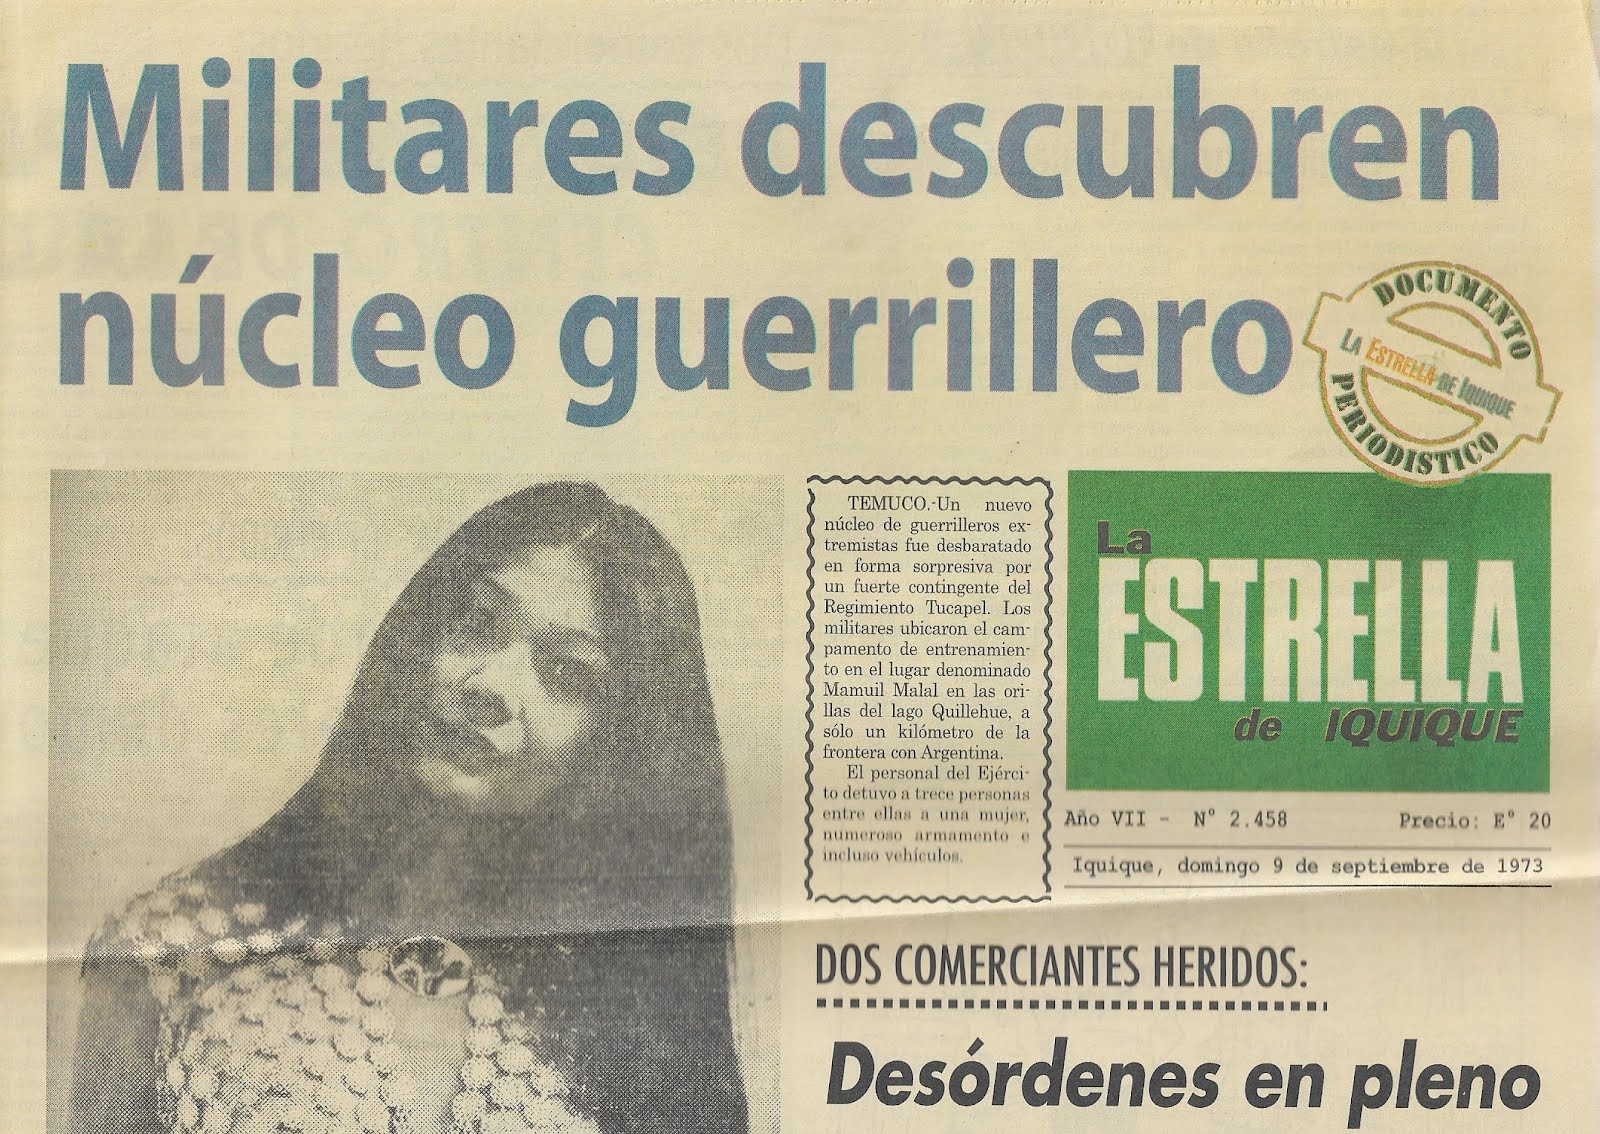 Militares descubren
núcleo guerrillero
DOCUMENTO
LA ESTRELLA DE IQUIQUE
PERIODISTICO
TEMUCO.-Un nuevo
núcleo de guerrilleros ex-
tremistas fue desbaratado
en forma sorpresiva por
un fuerte contingente del
Regimiento Tucapel. Los
militares ubicaron el cam-
pamento de entrenamien-
to en el lugar denominado
Mamuil Malal en las ori-
llas del lago Quillehue, a
sólo un kilómetro de la
frontera con Argentina.
El personal del Ejérci-
to detuvo a trece personas
entre ellas a una mujer,
numeroso armamento e
incluso vehículos.
La
ESTRELLA
de IQUIQUE
Año VII - N° 2.458 Precio: E° 20
Iquique, domingo 9 de septiembre de 1973
DOS COMERCIANTES HERIDOS:
Desórdenes en pleno